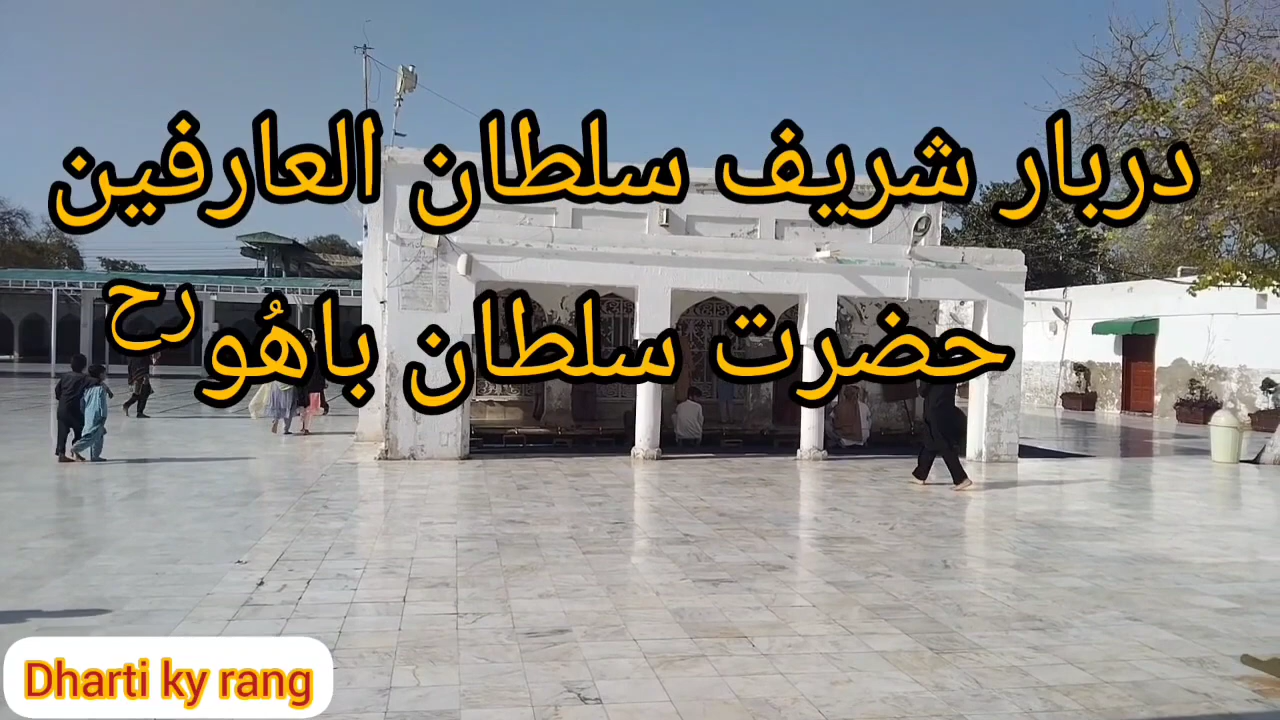 دربار شریف سلطان العارفین
حضرت سلطان باھُو رح
Dharti ky rang